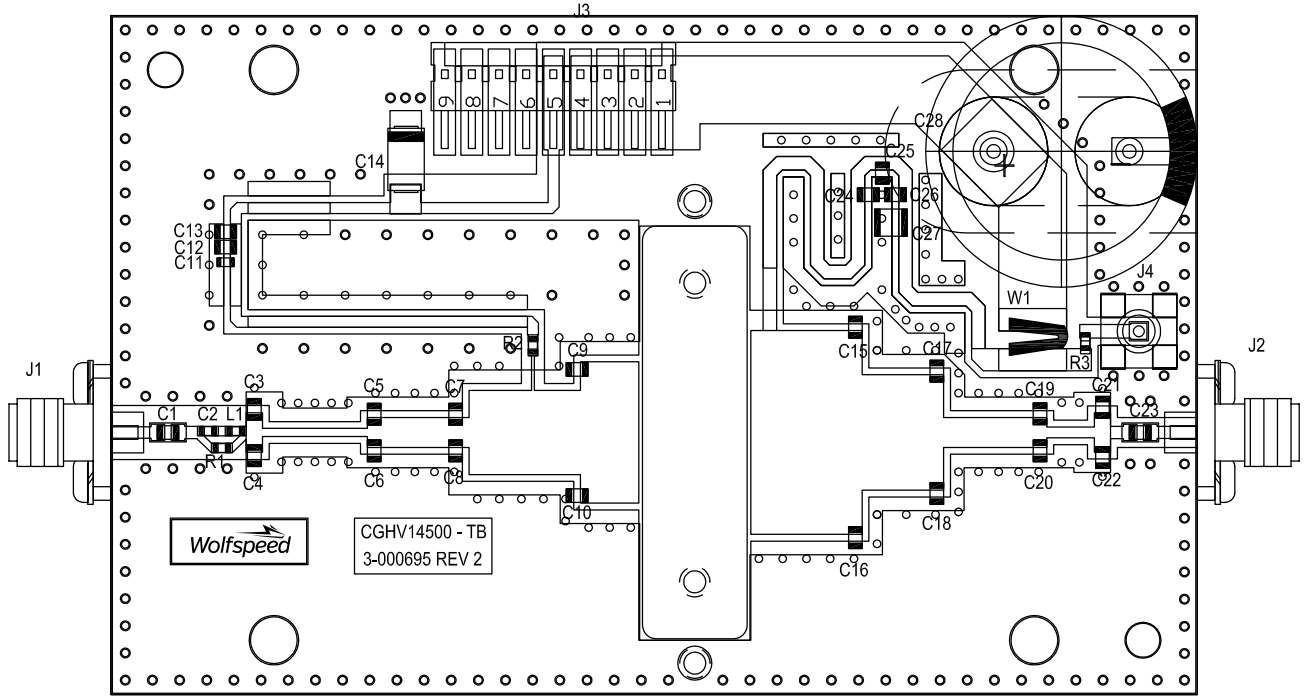 J3
9 8 7 6 5 4 3 2 1
C28
C14
C25
C24
C26
C13
C12
C11
C27
J4
W1
R2
C9
C15
C17
R3
J1
J2
C3
C5
C7
C19
C21
C1
C2
L1
C23
R1
C4
C6
C8
C20
C22
C10
C18
C16
Wolfspeed
CGHV14500 - TB
3-000695 REV 2